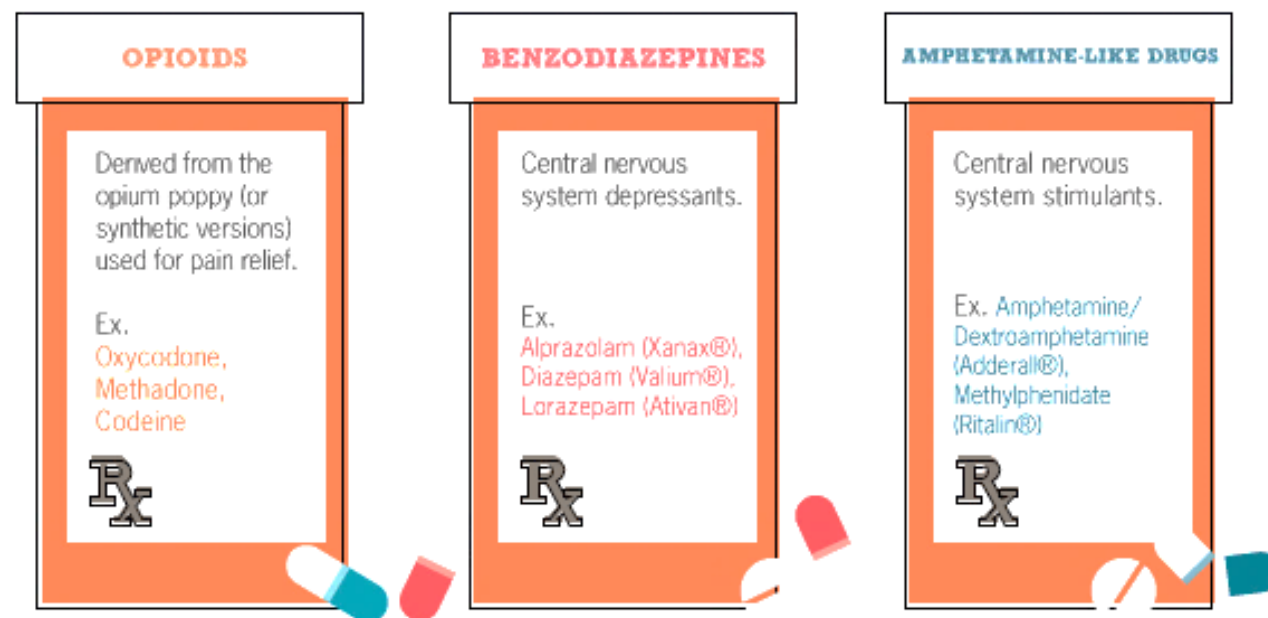 OPIOIDS
Derived from the
opium poppy (or
synthetic versions)
used for pain relief.
Ex.
Oxycodone,
Methadone,
Codeine
Rx
BENZODIAZEPINES
Central nervous
system depressants.
Ex.
Alprazolam (Xanax®),
Diazepam (Valium®),
Lorazepam (Ativan®)
Rx
AMPHETAMINE-LIKE DRUGS
Central nervous
system stimulants.
Ex. Amphetamine/
Dextroamphetamine
(Adderall®),
Methylphenidate
(Ritalin®)
Rx